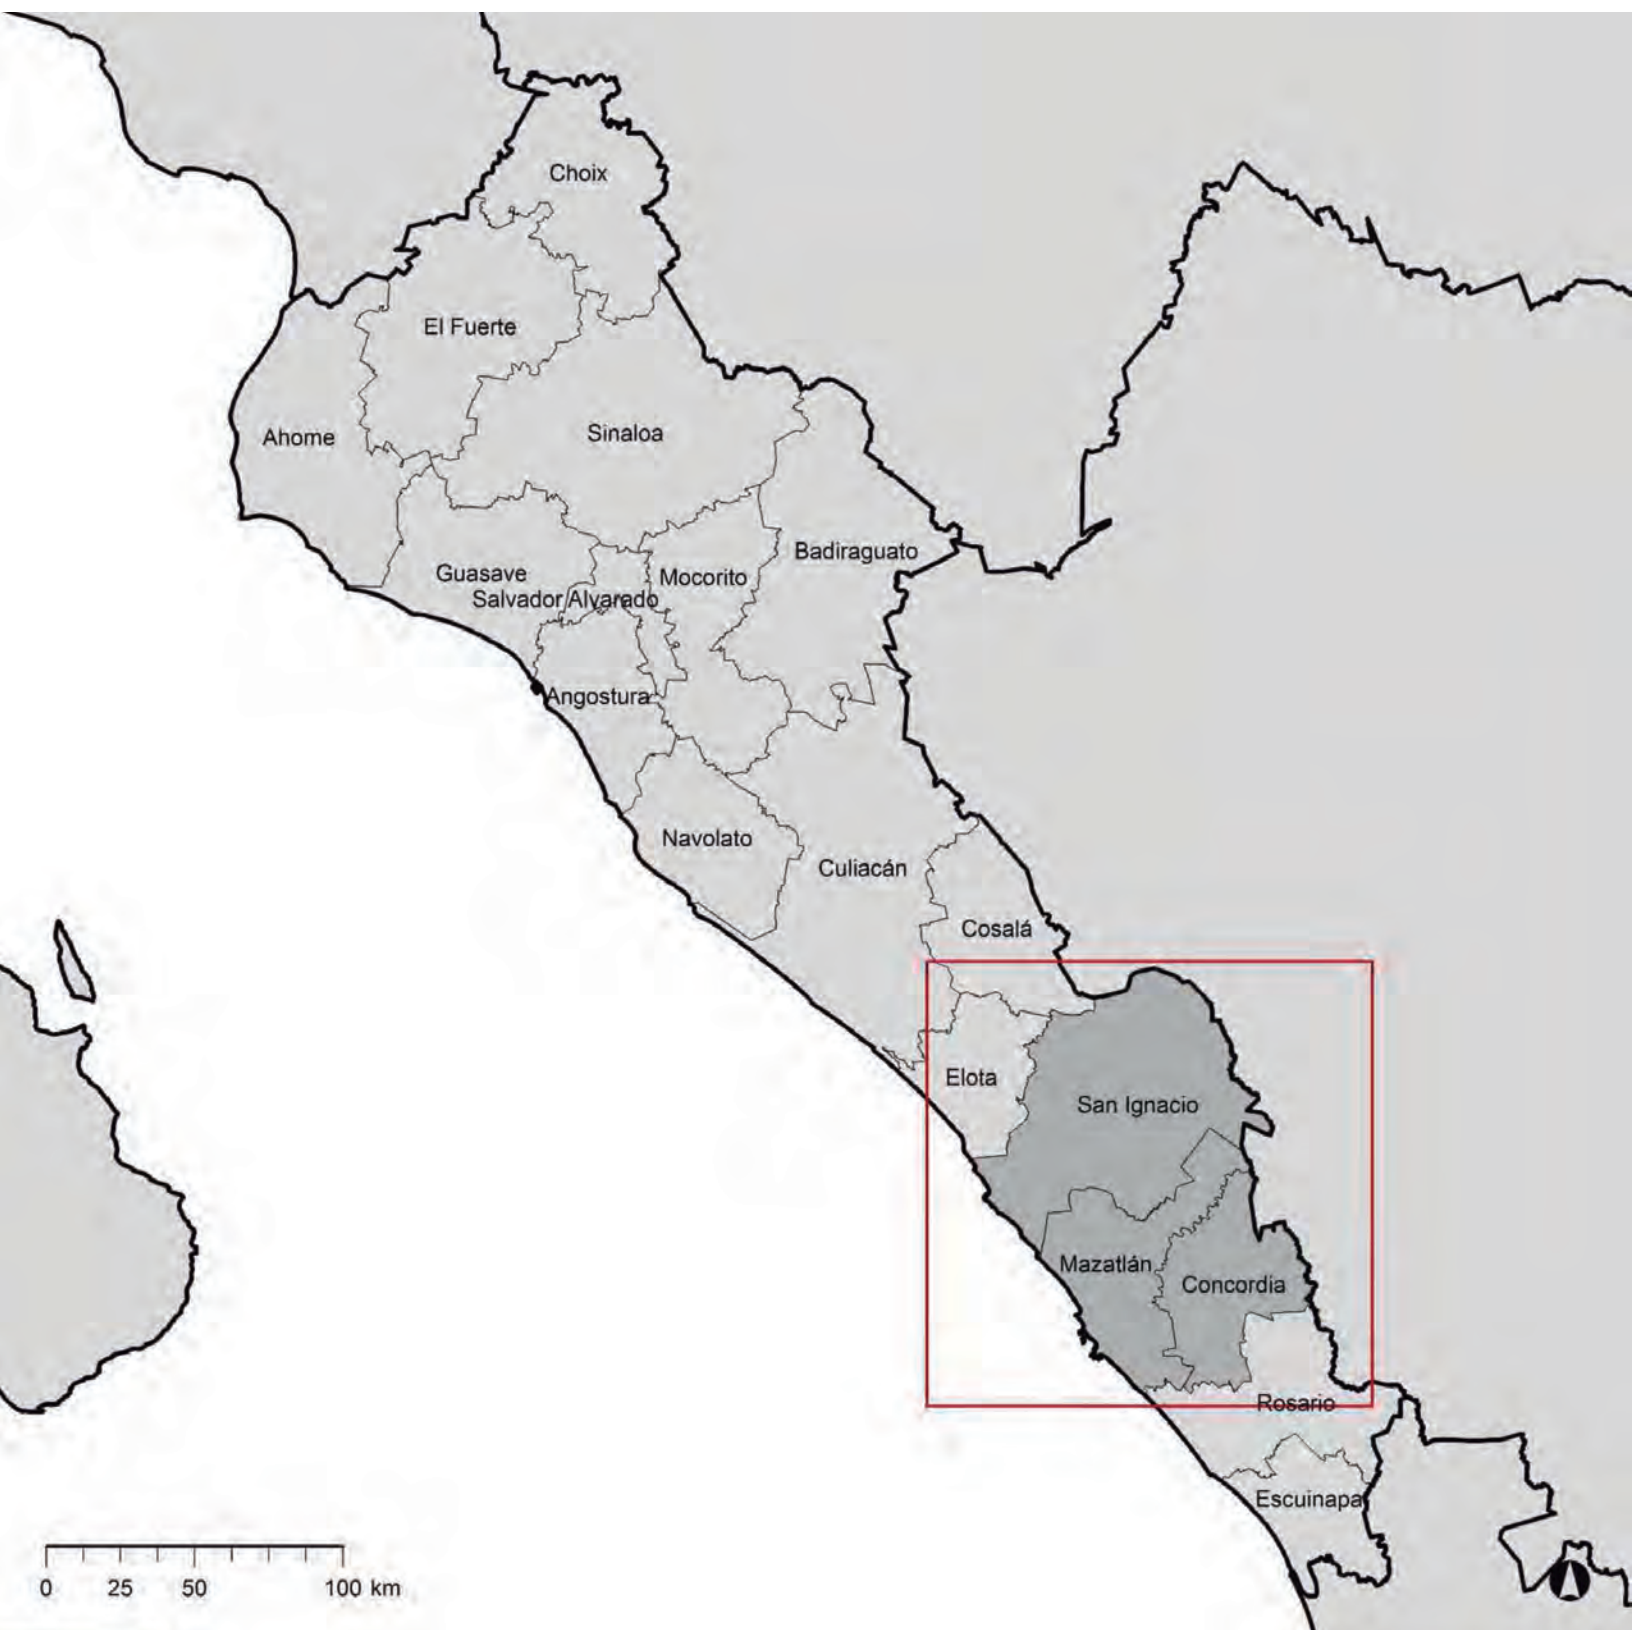 Choix
El Fuerte
Sinaloa
Ahome
Badiraguato
Guasave
Mocorito
Salvador Alvarado
Angostura
Navolato
Culiacán
Cosalá
Elota
San Ignacio
Mazatlán
Concordia
Rosario
Escuinapa
0 25 50 100 km